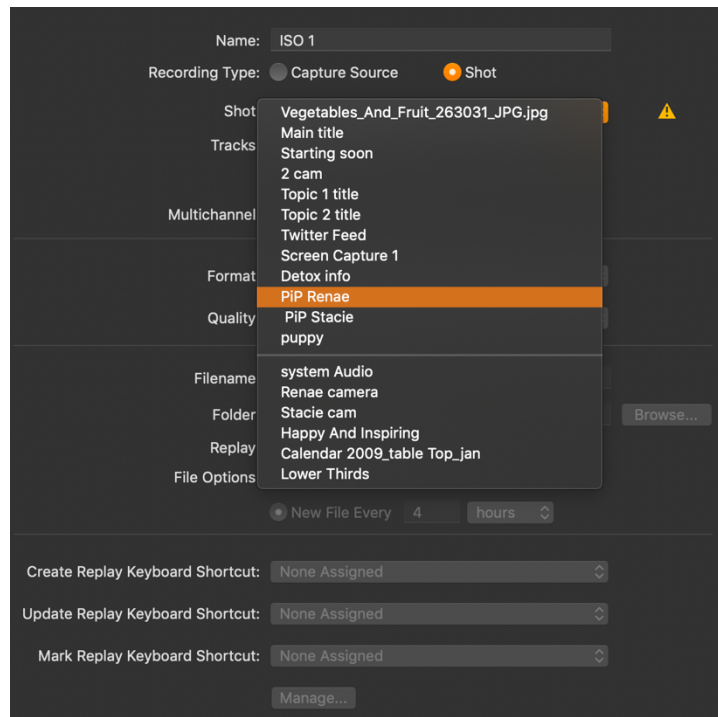 Name: ISO 1
Recording Type: Capture Source Shot
Shot
Vegetables_And_Fruit_263031_JPG.jpg
Main title
Starting soon
2 cam
Tracks
Topic 1 title
Topic 2 title
Multichannel
Twitter Feed
Screen Capture 1
Detox info
Format
PiP Renae
PiP Stacie
Quality
puppy
system Audio
Filename
Renae camera
Stacie cam
Folder
Browse...
Happy And Inspiring
Replay
Calendar 2009_table Top_jan
Lower Thirds
File Options
New File Every 4 hours
Create Replay Keyboard Shortcut: None Assigned
Update Replay Keyboard Shortcut: None Assigned
Mark Replay Keyboard Shortcut: None Assigned
Manage...